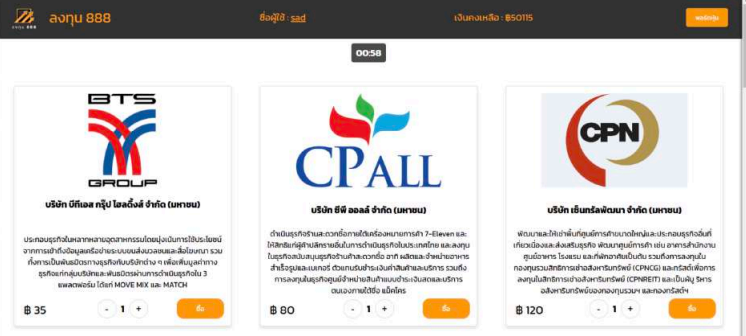 ลงทุน 888
ชื่อผู้ใช้ : sad
เงินคงเหลือ : ฿50115
00:58
BTS
GROUP
CPALL
CPN
บริษัท บีทีเอส กรุ๊ป โฮลดิ้งส์ จำกัด (มหาชน)
บริษัท ซีพี ออลล์ จำกัด (มหาชน)
บริษัท เซ็นทรัลพัฒนา จำกัด (มหาชน)
ประกอบธุรกิจในหลากหลายอุตสาหกรรมโดยมุ่งเน้นการใช้ประโยชน์
จากการเข้าถึงข้อมูลเครือข่ายระบบขนส่งมวลชนและสื่อโฆษณา รวม
ทั้งการเป็นพันธมิตรทางธุรกิจกับบริษัทต่าง ๆ เพื่อเพิ่มมูลค่าทาง
ธุรกิจแก่กลุ่มบริษัทและพันธมิตรผ่านการดำเนินธุรกิจใน 3
แพลตฟอร์ม ได้แก่ MOVE MIX และ MATCH
ดำเนินธุรกิจร้านสะดวกซื้อภายใต้เครื่องหมายการค้า 7-Eleven และ
ให้สิทธิแก่ผู้ค้าปลีกรายอื่นในการดำเนินธุรกิจในประเทศไทย และลงทุน
ในธุรกิจสนับสนุนธุรกิจร้านค้าสะดวกซื้อ อาทิ ผลิตและจำหน่ายอาหาร
สำเร็จรูปและเบเกอรี่ ตัวแทนรับชำระเงินค่าสินค้าและบริการ รวมถึง
การลงทุนในธุรกิจศูนย์จำหน่ายสินค้าแบบชำระเงินสดและบริการ
ตนเองภายใต้ชื่อ แม็คโคร
พัฒนาและให้เช่าพื้นที่ศูนย์การค้าขนาดใหญ่และประกอบธุรกิจอื่นที่
เกี่ยวเนื่องและส่งเสริมธุรกิจ พัฒนาศูนย์การค้า เช่น อาคารสำนักงาน
ศูนย์อาหาร โรงแรม และที่พักอาศัยเป็นต้น รวมถึงการลงทุนใน
กองทุนรวมสิทธิการเช่าอสังหาริมทรัพย์ (CPNCG) และทรัสต์เพื่อการ
ลงทุนในสิทธิการเช่าอสังหาริมทรัพย์ (CPNREIT) และเป็นผู้บริหาร
อสังหาริมทรัพย์ของกองทุนรวมฯ และกองทรัสต์ฯ
฿ 35
- 1 +
ซื้อ
฿ 80
- 1 +
ซื้อ
฿ 120
- 1 +
ซื้อ